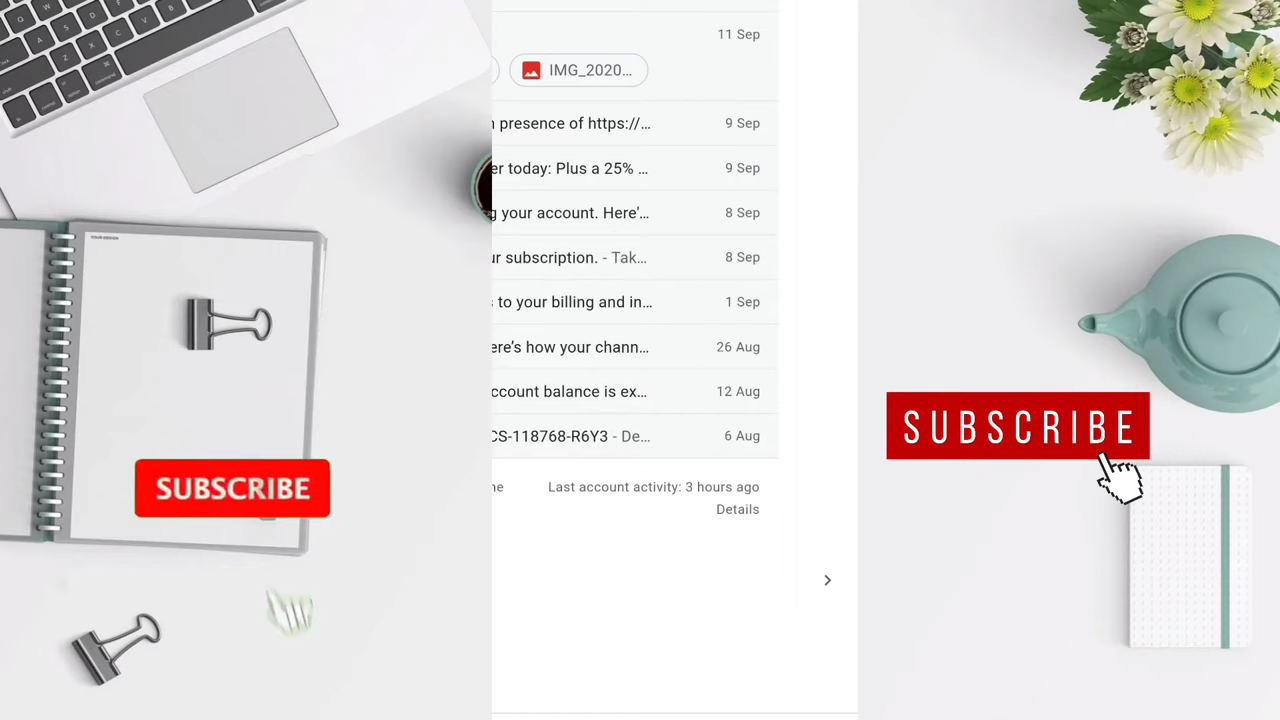 11 Sep
IMG_2020...
presence of https://... 9 Sep
er today: Plus a 25% ... 9 Sep
g your account. Here'... 8 Sep
ur subscription. - Tak... 8 Sep
s to your billing and in... 1 Sep
ere's how your chann... 26 Aug
ccount balance is ex... 12 Aug
CS-118768-R6Y3 - De... 6 Aug
Last account activity: 3 hours ago
Details
YOUR DESIGN
SUBSCRIBE
SUBSCRIBE